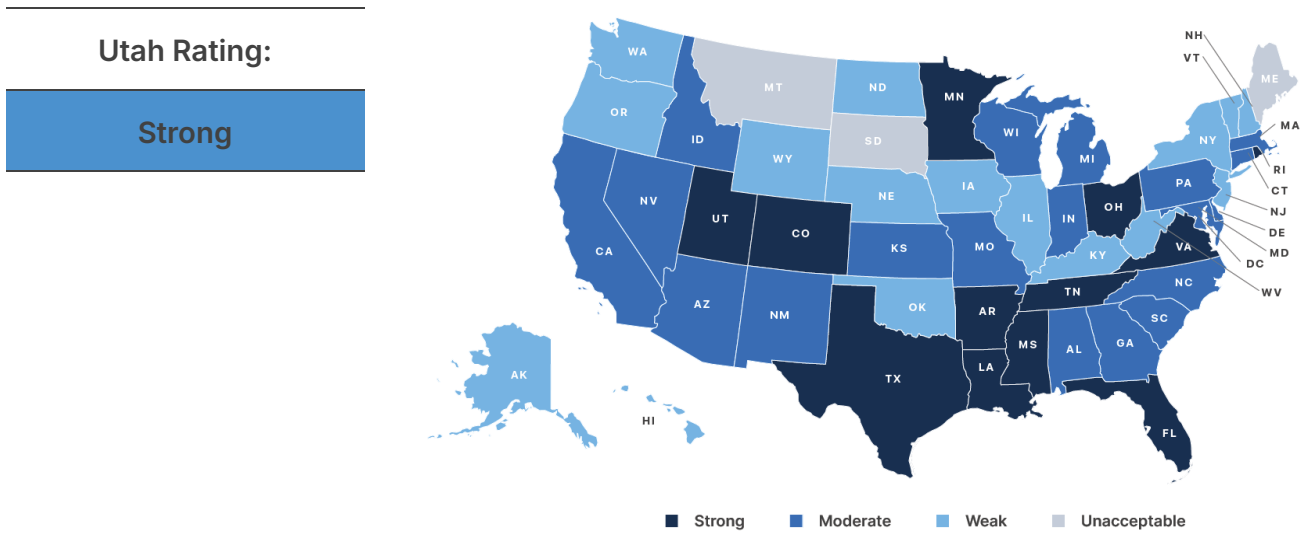 Utah Rating:
Strong
WA
OR
CA
NV
ID
MT
WY
UT
CO
AZ
NM
ND
SD
NE
KS
OK
TX
MN
IA
MO
AR
LA
WI
IL
MI
IN
OH
KY
TN
MS
AL
GA
FL
SC
NC
VA
WV
DC
MD
DE
NJ
CT
RI
MA
PA
NY
VT
NH
ME
AK
HI
Strong
Moderate
Weak
Unacceptable